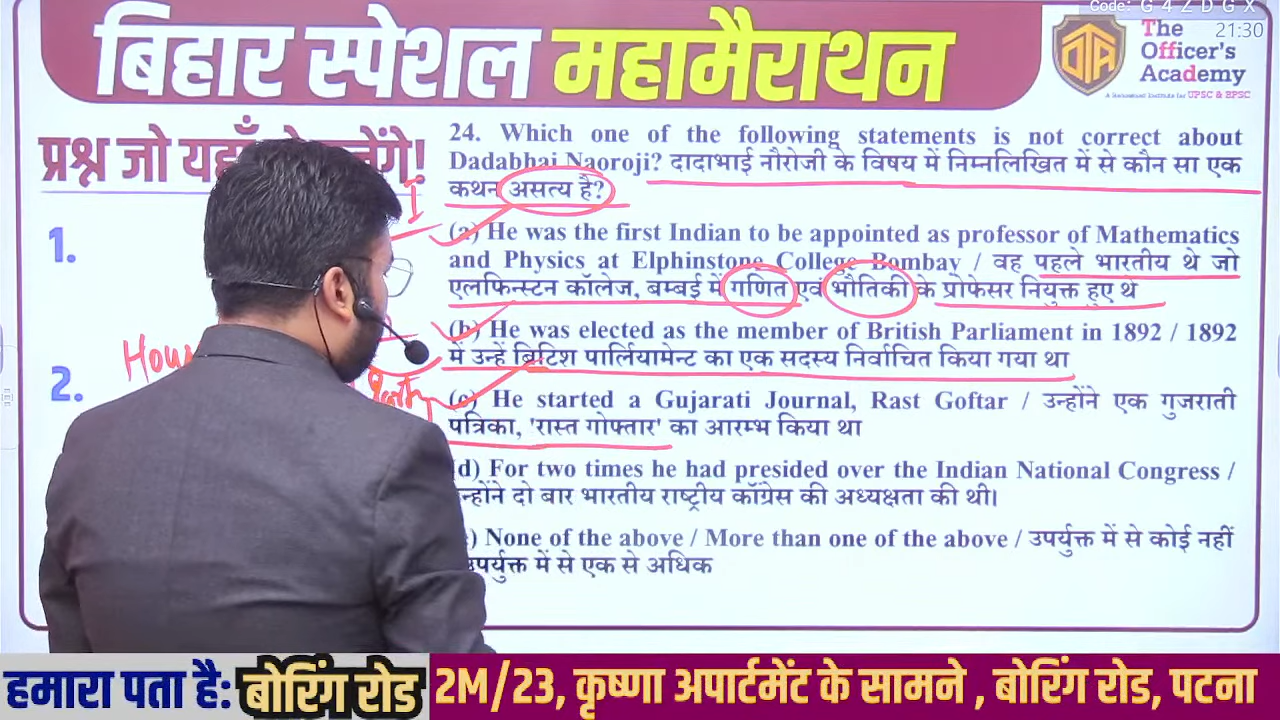 Code: G 4 Z D G X
बिहार स्पेशल महामैराथन
The
Officer's
Academy
21:30
UPSC & BPSC
प्रश्न जो यहाँ
24. Which one of the following statements is not correct about
Dadabhai Naoroji? दादाभाई नौरोजी के विषय में निम्नलिखित में से कौन सा एक
कथन असत्य है?
1.
(a) He was the first Indian to be appointed as professor of Mathematics
and Physics at Elphinstone College Bombay / वह पहले भारतीय थे जो
एलफिन्स्टन कॉलेज, बम्बई में गणित एवं भौतिकी के प्रोफेसर नियुक्त हुए थे
(b) He was elected as the member of British Parliament in 1892 / 1892
में उन्हें ब्रिटिश पार्लियामेन्ट का एक सदस्य निर्वाचित किया गया था
2.
(c) He started a Gujarati Journal, Rast Goftar / उन्होंने एक गुजराती
पत्रिका, 'रास्त गोफ्तार' का आरम्भ किया था
d) For two times he had presided over the Indian National Congress /
न्होंने दो बार भारतीय राष्ट्रीय कॉंग्रेस की अध्यक्षता की थी।
) None of the above / More than one of the above / उपर्युक्त में से कोई नहीं
उपर्युक्त में से एक से अधिक
हमारा पता है: बोरिंग रोड 2M/23, कृष्णा अपार्टमेंट के सामने , बोरिंग रोड, पटना